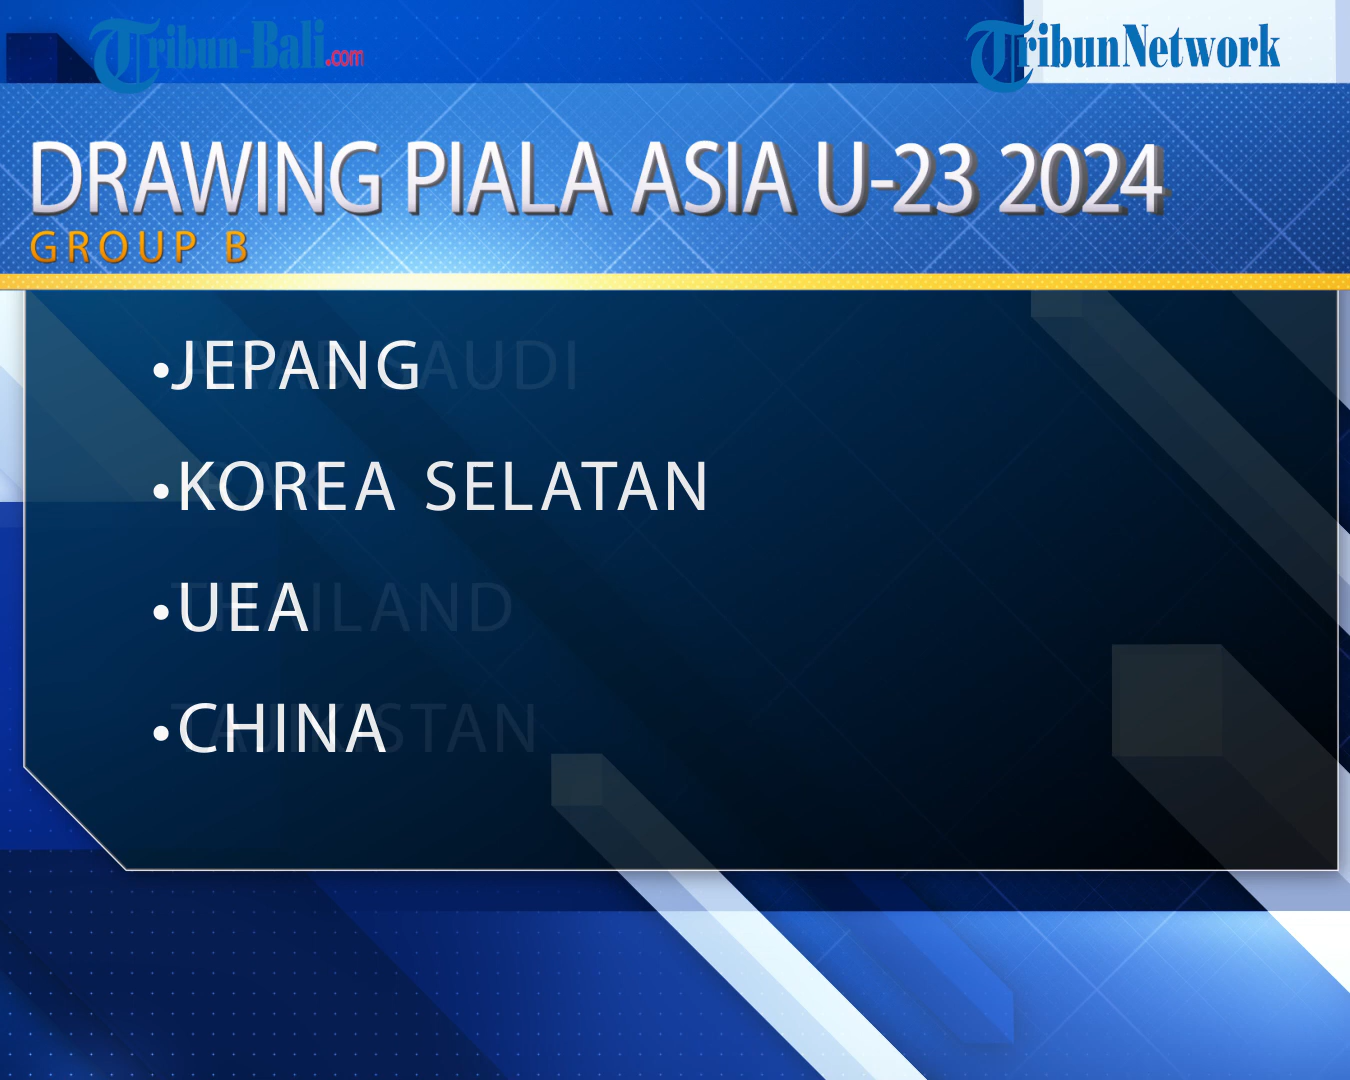 Tribun-Bali.com
TribunNetwork
DRAWING PIALA ASIA U-23 2024
GROUP B
•JEPANG
•KOREA SELATAN
•UEA
•CHINA